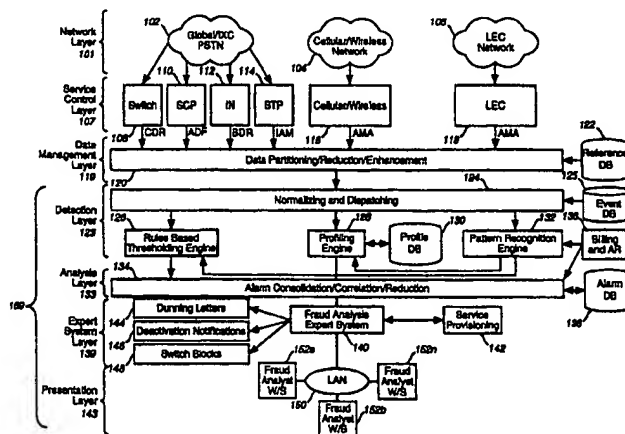 Network
Layer
101
102
Global/IXC
PSTN
Cellular/Wireless
Network
104
LEC
Network
106
Service
Control
Layer
107
110
112
114
Switch
SCP
IN
STP
Cellular/Wireless
LEC
108
CDR
ADF
SDR
IAM
116
AMA
118
AMA
122
Reference
DB
Data
Management
Layer
119
Data Partitioning/Reduction/Enhancement
120
124
125
Event
DB
Normalizing and Dispatching
Detection
Layer
123
126
Rules Based
Thresholding Engine
128
Profiling
Engine
130
Profile
DB
132
Pattern Recognition
Engine
136
Billing
and AR
Analysis
Layer
133
134
Alarm Consolidation/Correlation/Reduction
Alarm DB
138
Expert
System
Layer
139
144
Dunning Letters
146
Deactivation Notifications
148
Switch Blocks
Fraud Analysis
Expert System
140
Service
Provisioning
142
Presentation
Layer
143
152a
Fraud
Analyst
W/S
LAN
150
152n
Fraud
Analyst
W/S
Fraud
Analyst
W/S
152b